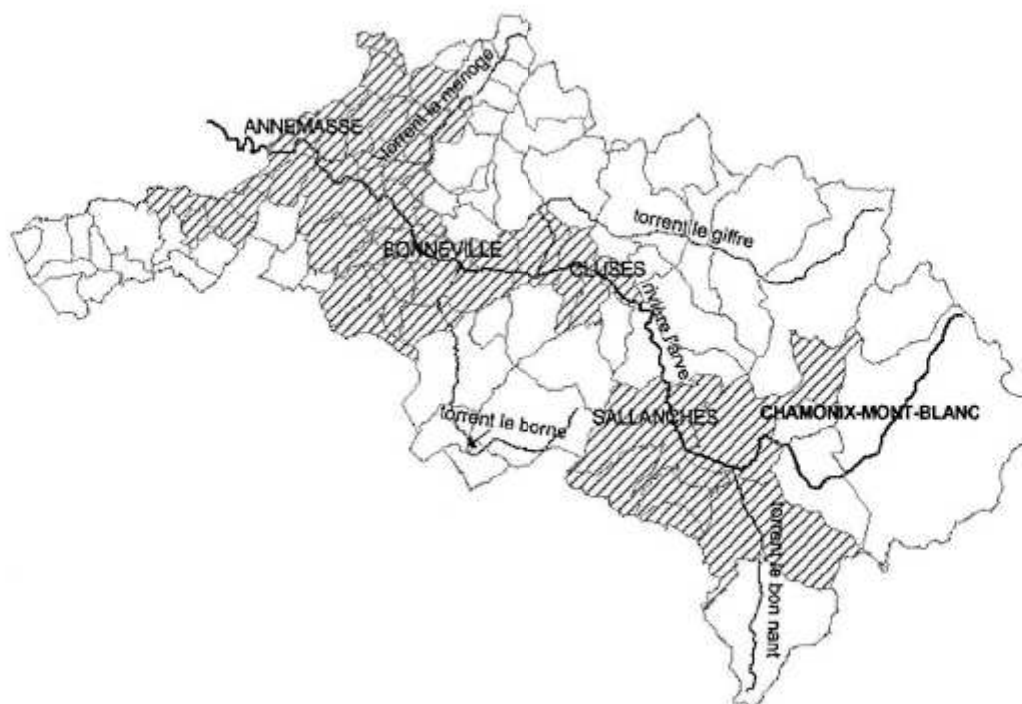 torrent la menoge
ANNEMASSE
torrent le giffre
BONNEVILLE
CLUSES
rivière l'arve
SALLANCHES
CHAMONIX-MONT-BLANC
torrent le borne
torrent le bon nant